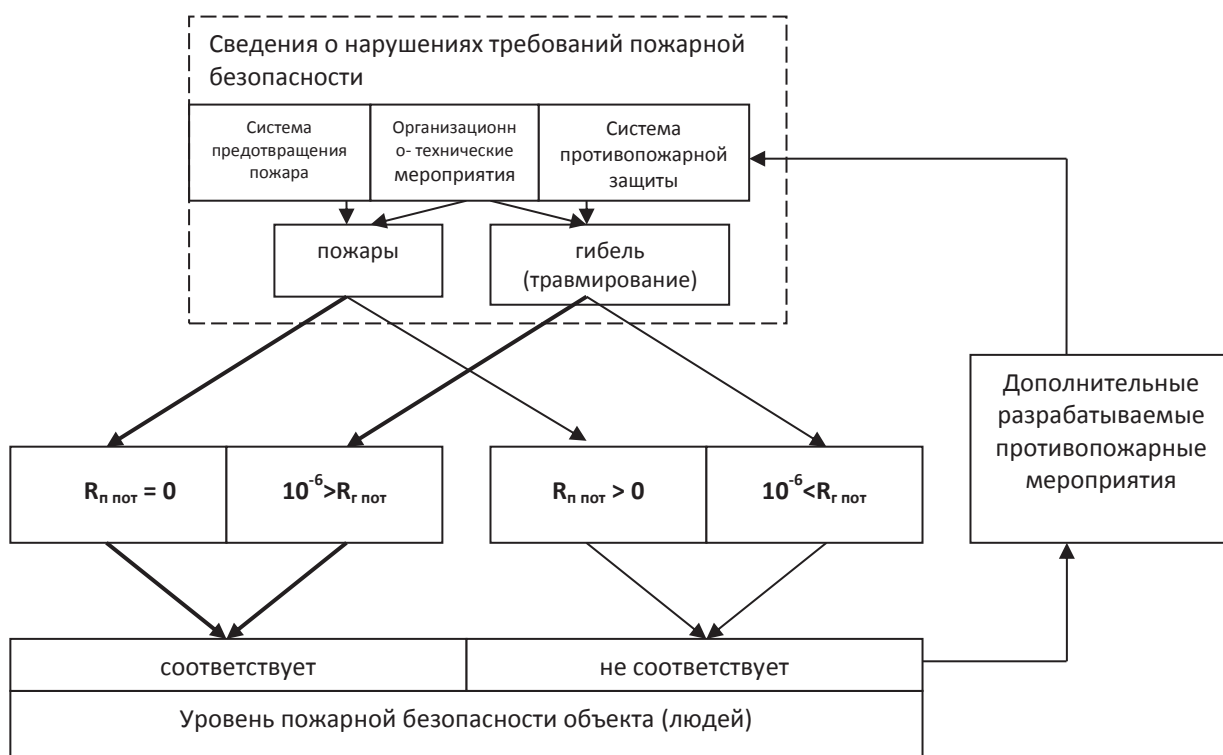 Сведения о нарушениях требований пожарной
безопасности
Система
предотвращения
пожара
Организационн
о- технические
мероприятия
Система
противопожарной
защиты
пожары
гибель
(травмирование)
Дополнительные
разрабатываемые
противопожарные
мероприятия
Rп пот = 0
10⁻⁶>Rг пот
Rп пот > 0
10⁻⁶<Rг пот
соответствует
не соответствует
Уровень пожарной безопасности объекта (людей)